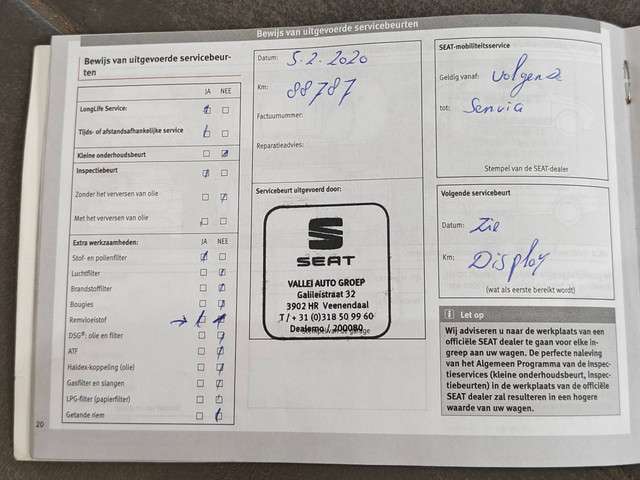 Bewijs van uitgevoerde servicebeurten
Bewijs van uitgevoerde servicebeur-
ten
JA NEE
LongLife Service:
Tijds- of afstandsafhankelijke service
Kleine onderhoudsbeurt
Inspectiebeurt
Zonder het verversen van olie
Met het verversen van olie
Extra werkzaamheden: JA NEE
Stof- en pollenfilter
Luchtfilter
Brandstoffilter
Bougies
Remvloeistof
DSG®: olie en filter
ATF
Haldex-koppeling (olie)
Gasfilter en slangen
LPG-filter (papierfilter)
Getande riem
20
Datum: 5.2.2020
Km: 88787
Factuurnummer:
Reparatieadvies:
Servicebeurt uitgevoerd door:
SEAT
VALLEI AUTO GROEP
Galileistraat 32
3902 HR Veenendaal
T/ + 31 (0)318 50 99 60
Dealerno / 200080
SEAT-mobiliteitsservice
Geldig vanaf: Volgende
tot:
Stempel van de SEAT-dealer
Volgende servicebeurt
Datum: Zie
Km: Display
(wat als eerste bereikt wordt)
Let op
Wij adviseren u naar de werkplaats van een
officiële SEAT dealer te gaan voor elke in-
greep aan uw wagen. De perfecte naleving
van het Algemeen Programma van de Inspec-
tieservices (kleine onderhoudsbeurt, inspec-
tiebeurten) in de werkplaats van de officiële
SEAT dealer zal resulteren in een hogere
waarde van uw wagen.